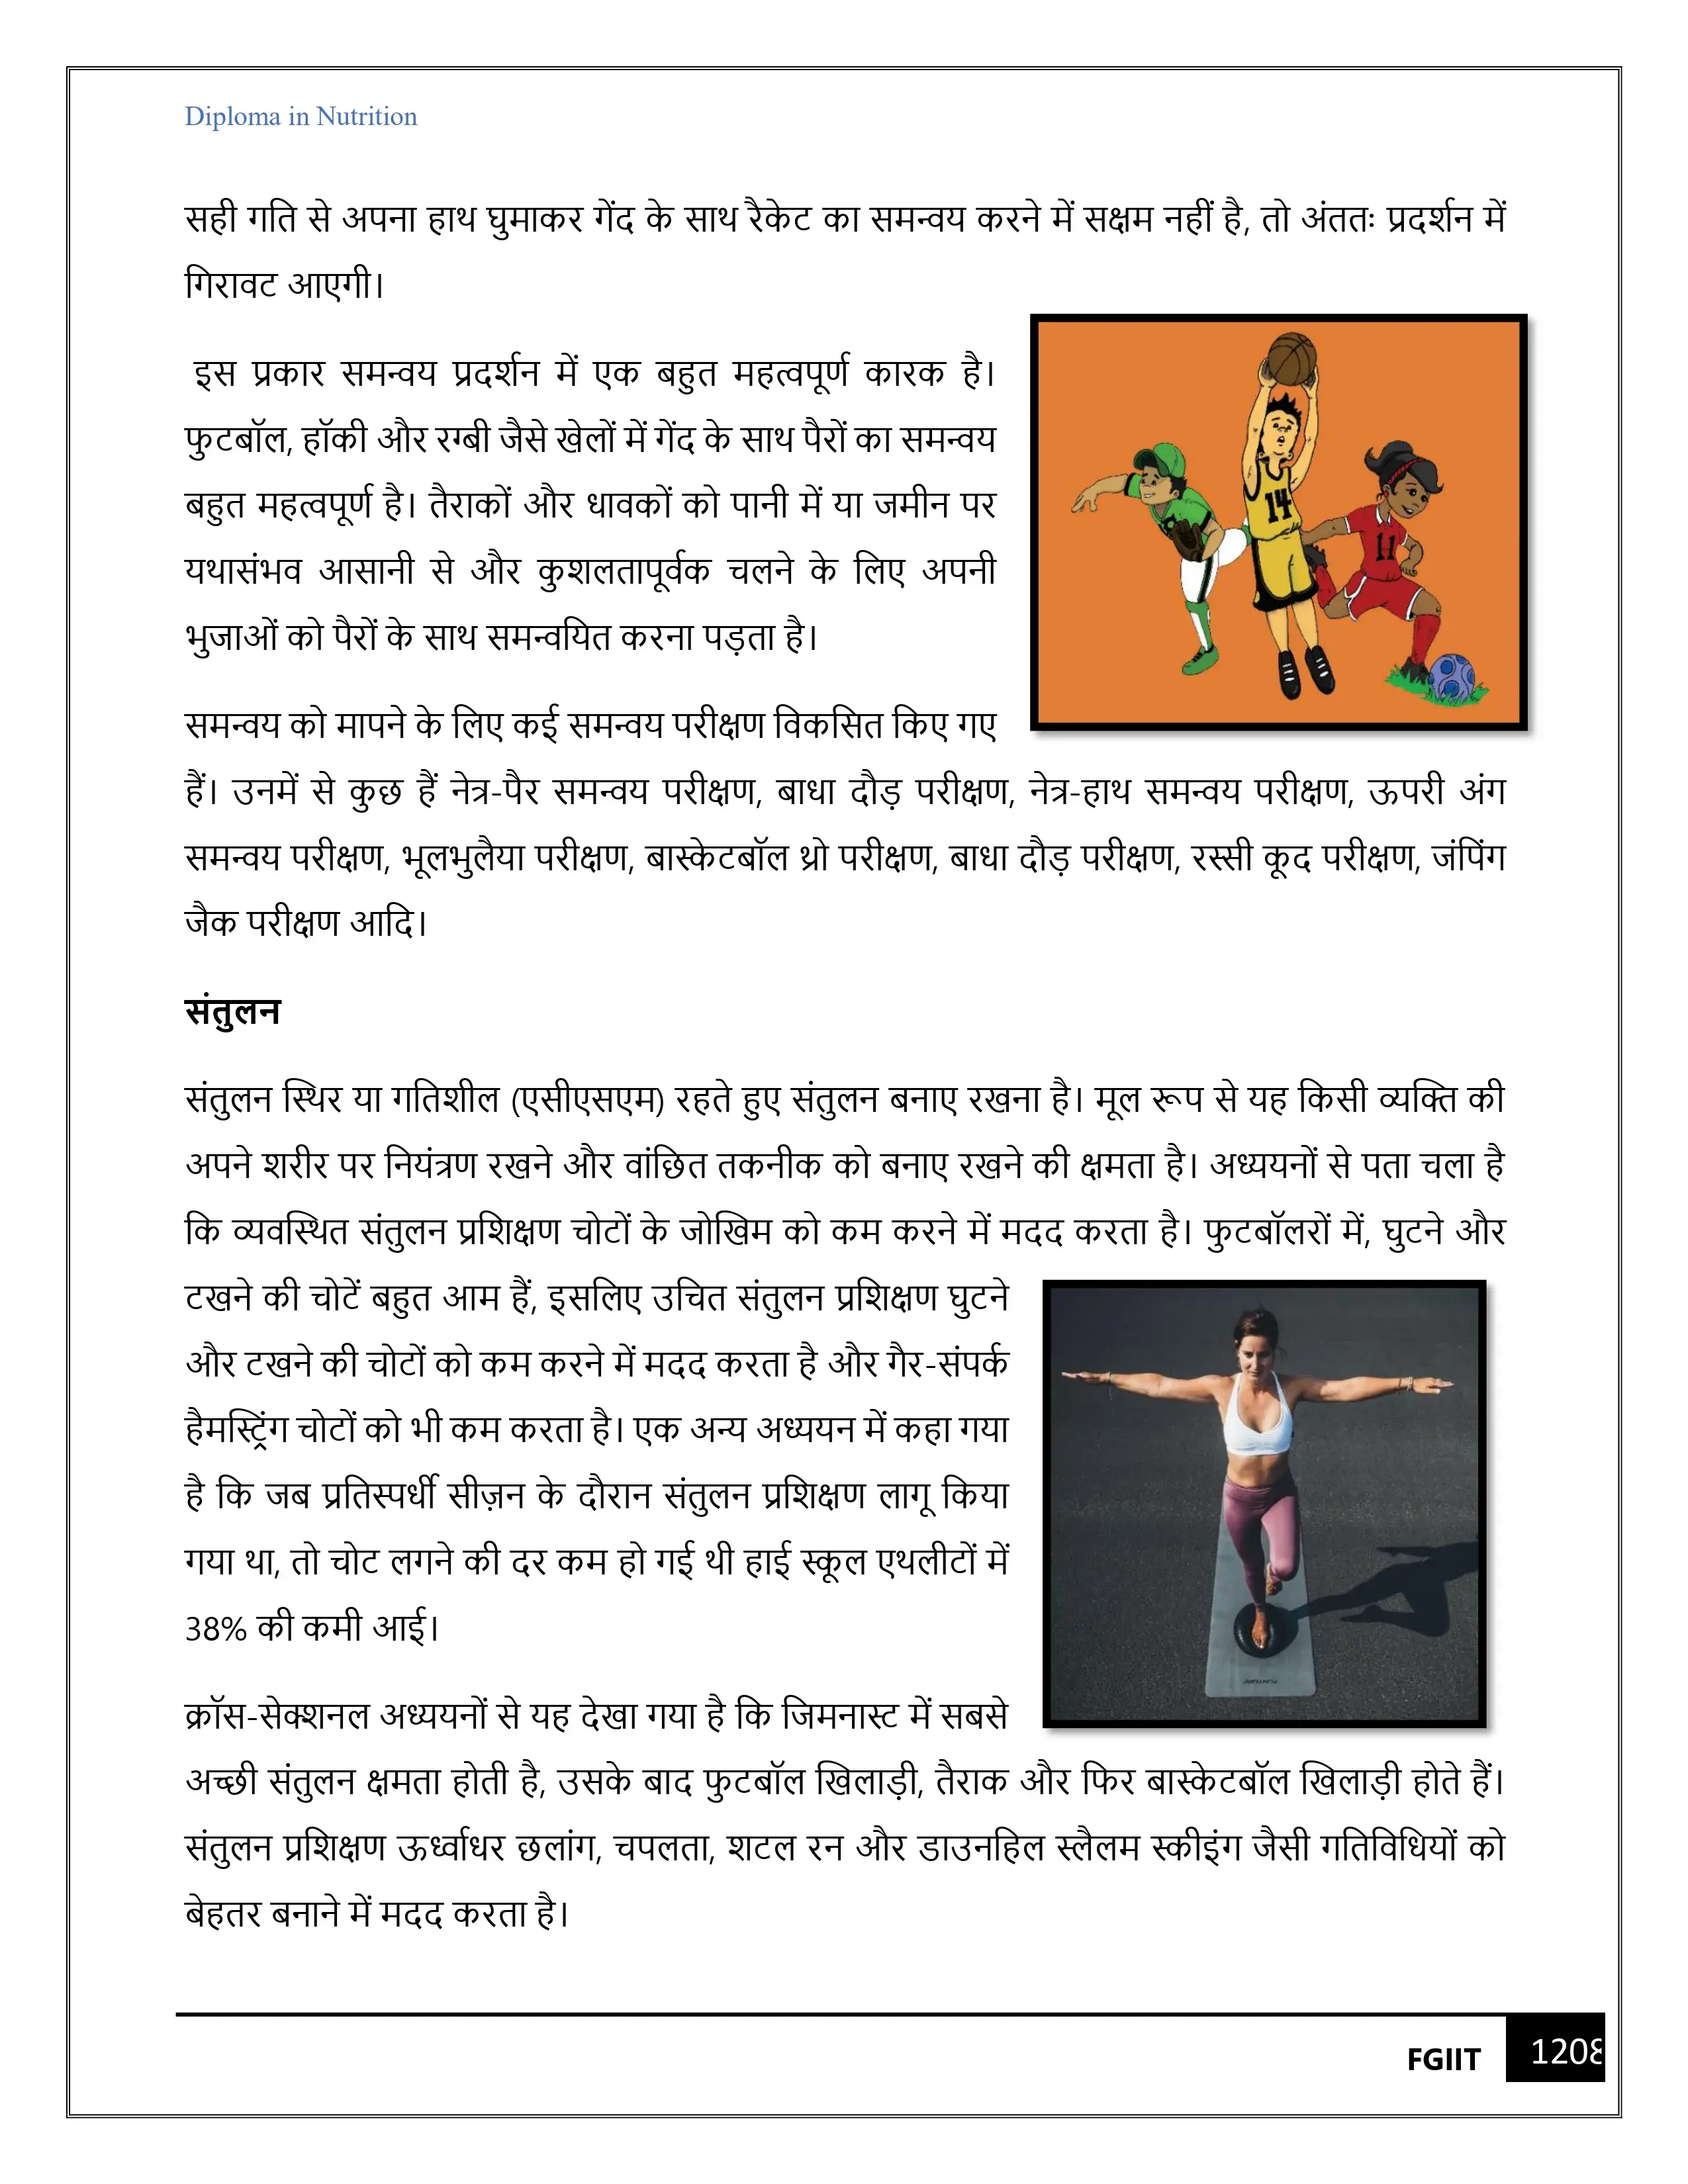 Diploma in Nutrition
सही गति से अपना हाथ घुमाकर गेंद के साथ रैकेट का समन्वय करने में सक्षम नहीं है, तो अंततः प्रदर्शन में
गिरावट आएगी।
इस प्रकार समन्वय प्रदर्शन में एक बहुत महत्वपूर्ण कारक है।
फुटबॉल, हॉकी और रग्बी जैसे खेलों में गेंद के साथ पैरों का समन्वय
बहुत महत्वपूर्ण है। तैराकों और धावकों को पानी में या जमीन पर
यथासंभव आसानी से और कुशलतापूर्वक चलने के लिए अपनी
भुजाओं को पैरों के साथ समन्वयित करना पड़ता है।
14
11
समन्वय को मापने के लिए कई समन्वय परीक्षण विकसित किए गए
हैं। उनमें से कुछ हैं नेत्र-पैर समन्वय परीक्षण, बाधा दौड़ परीक्षण, नेत्र-हाथ समन्वय परीक्षण, ऊपरी अंग
समन्वय परीक्षण, भूलभुलैया परीक्षण, बास्केटबॉल थ्रो परीक्षण, बाधा दौड़ परीक्षण, रस्सी कूद परीक्षण, जंपिंग
जैक परीक्षण आदि।
संतुलन
संतुलन स्थिर या गतिशील (एसीएसएम) रहते हुए संतुलन बनाए रखना है। मूल रूप से यह किसी व्यक्ति की
अपने शरीर पर नियंत्रण रखने और वांछित तकनीक को बनाए रखने की क्षमता है। अध्ययनों से पता चला है
कि व्यवस्थित संतुलन प्रशिक्षण चोटों के जोखिम को कम करने में मदद करता है। फुटबॉलरों में, घुटने और
टखने की चोटें बहुत आम हैं, इसलिए उचित संतुलन प्रशिक्षण घुटने
और टखने की चोटों को कम करने में मदद करता है और गैर-संपर्क
हैमस्ट्रिंग चोटों को भी कम करता है। एक अन्य अध्ययन में कहा गया
है कि जब प्रतिस्पर्धी सीज़न के दौरान संतुलन प्रशिक्षण लागू किया
गया था, तो चोट लगने की दर कम हो गई थी हाई स्कूल एथलीटों में
38% की कमी आई।
क्रॉस-सेक्शनल अध्ययनों से यह देखा गया है कि जिमनास्ट में सबसे
अच्छी संतुलन क्षमता होती है, उसके बाद फुटबॉल खिलाड़ी, तैराक और फिर बास्केटबॉल खिलाड़ी होते हैं।
संतुलन प्रशिक्षण ऊर्ध्वाधर छलांग, चपलता, शटल रन और डाउनहिल स्लैलम स्कीइंग जैसी गतिविधियों को
बेहतर बनाने में मदद करता है।
FGIIT
1208